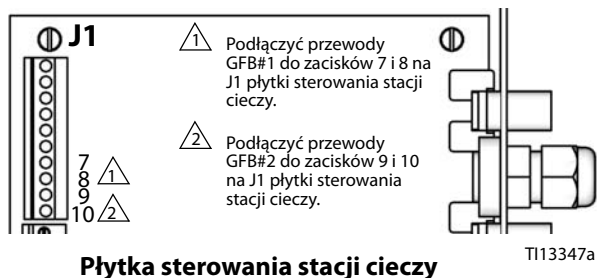 J1
1 Podłączyć przewody
GFB#1 do zacisków 7 i 8 na
J1 płytki sterowania stacji
cieczy.
2 Podłączyć przewody
GFB#2 do zacisków 9 i 10
na J1 płytki sterowania
stacji cieczy.
7
8 1
9
10 2
TI13347a
Płytka sterowania stacji cieczy